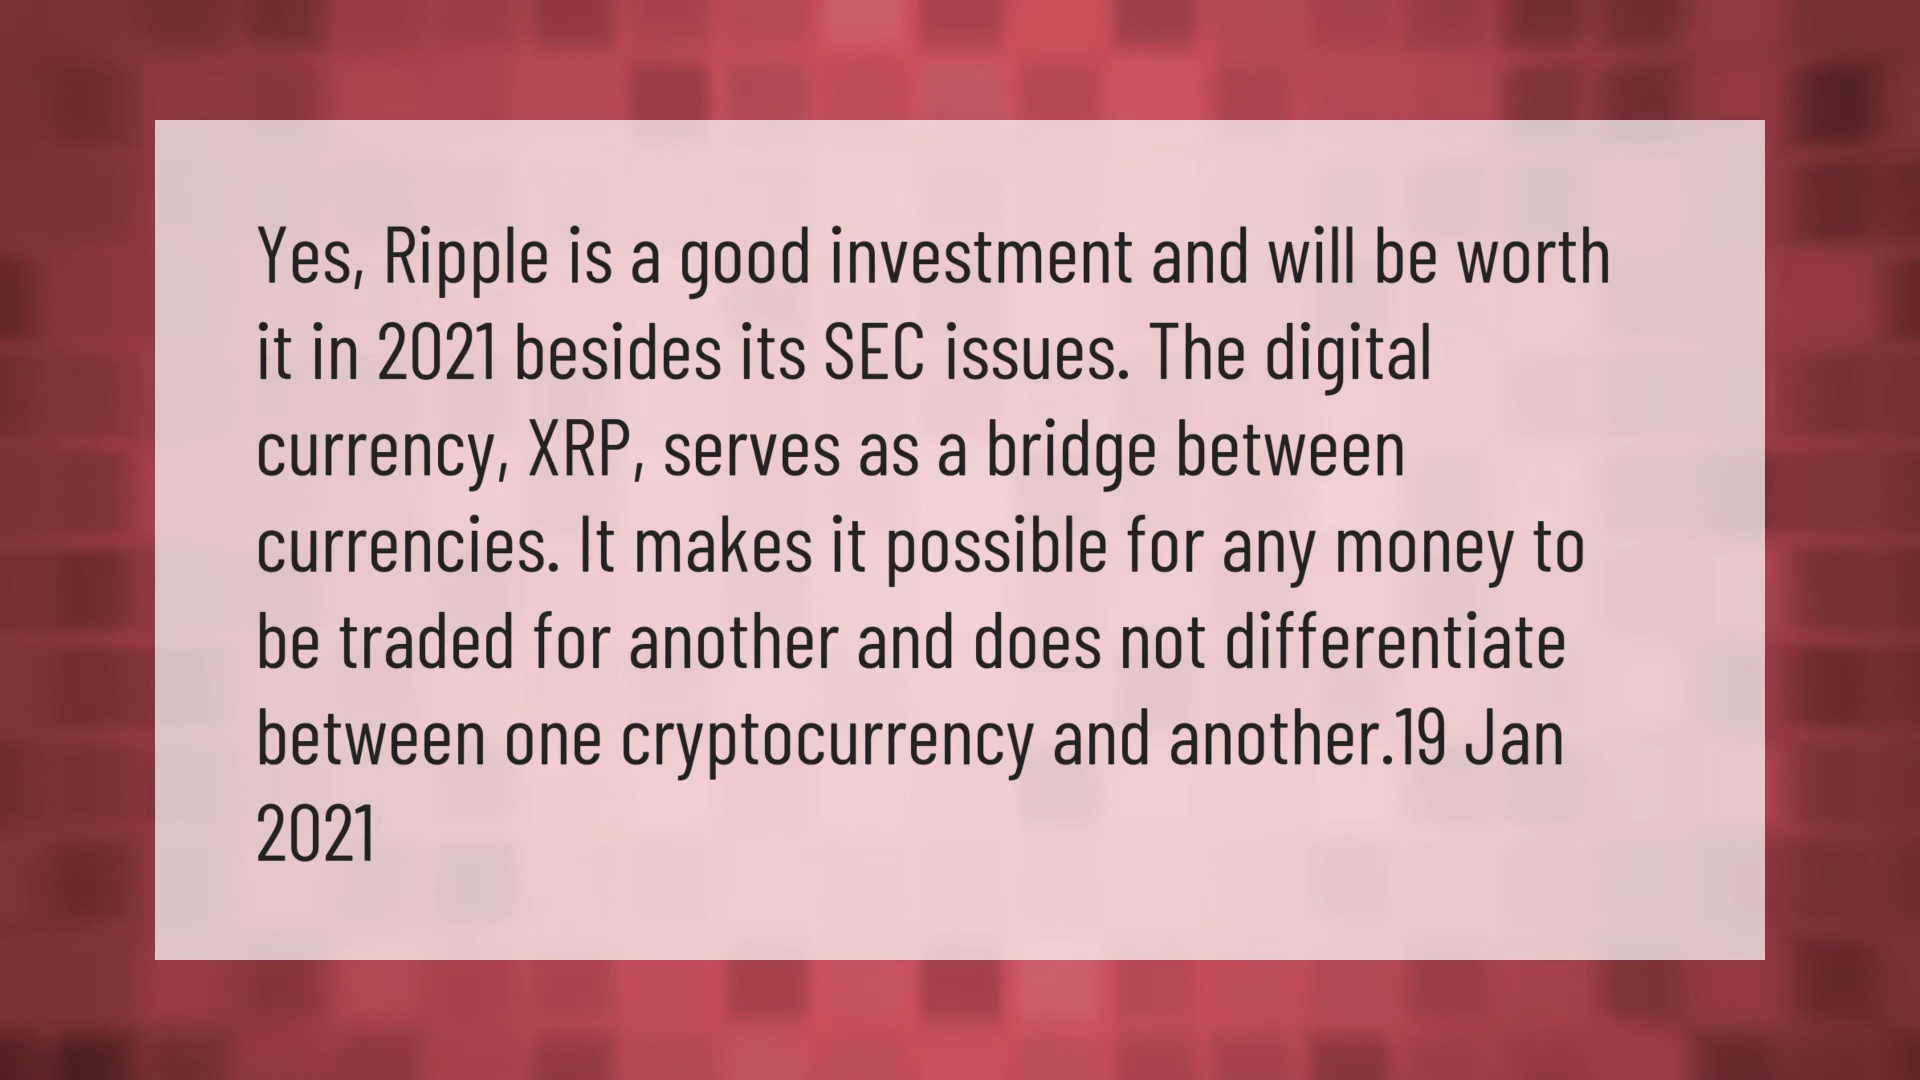 Yes, Ripple is a good investment and will be worth
it in 2021 besides its SEC issues. The digital
currency, XRP, serves as a bridge between
currencies. It makes it possible for any money to
be traded for another and does not differentiate
between one cryptocurrency and another.19 Jan
2021